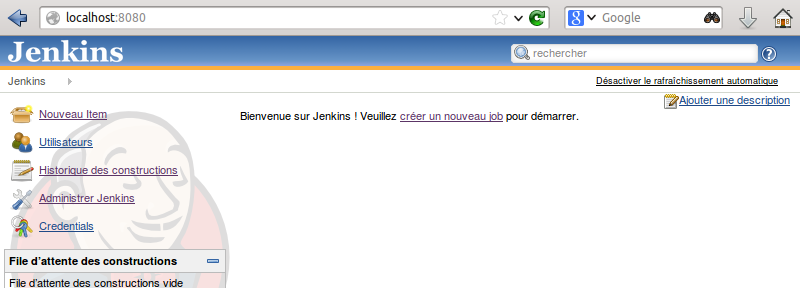 localhost:8080
Google
Jenkins
rechercher
Jenkins
Désactiver le rafraîchissement automatique
Ajouter une description
Nouveau Item
Bienvenue sur Jenkins ! Veuillez créer un nouveau job pour démarrer.
Utilisateurs
Historique des constructions
Administrer Jenkins
Credentials
File d'attente des constructions
File d'attente des constructions vide